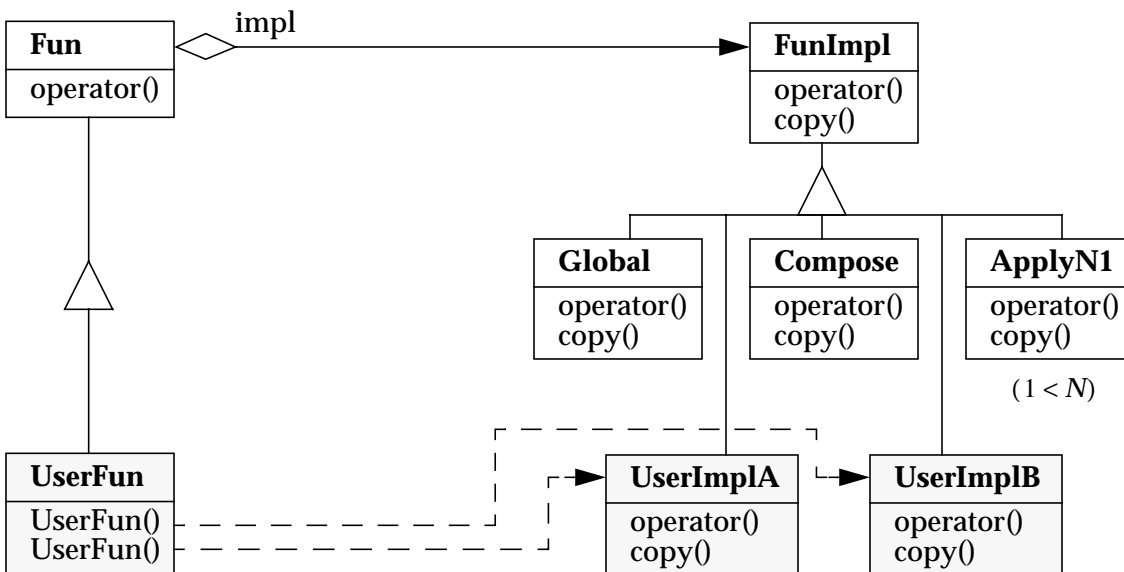 impl
Fun
operator()
FunImpl
operator()
copy()
Global
operator()
copy()
Compose
operator()
copy()
ApplyN1
operator()
copy()
(1 < N)
UserFun
UserFun()
UserFun()
UserImplA
operator()
copy()
UserImplB
operator()
copy()